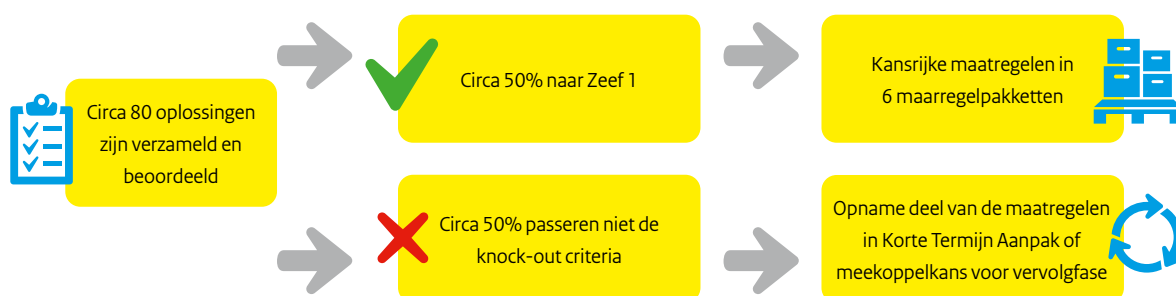 Circa 80 oplossingen
zijn verzameld en
beoordeeld
Circa 50% naar Zeef 1
Kansrijke maatregelen in
6 maarregelpakketten
Circa 50% passeren niet de
knock-out criteria
Opname deel van de maatregelen
in Korte Termijn Aanpak of
meekoppelkans voor vervolgfase